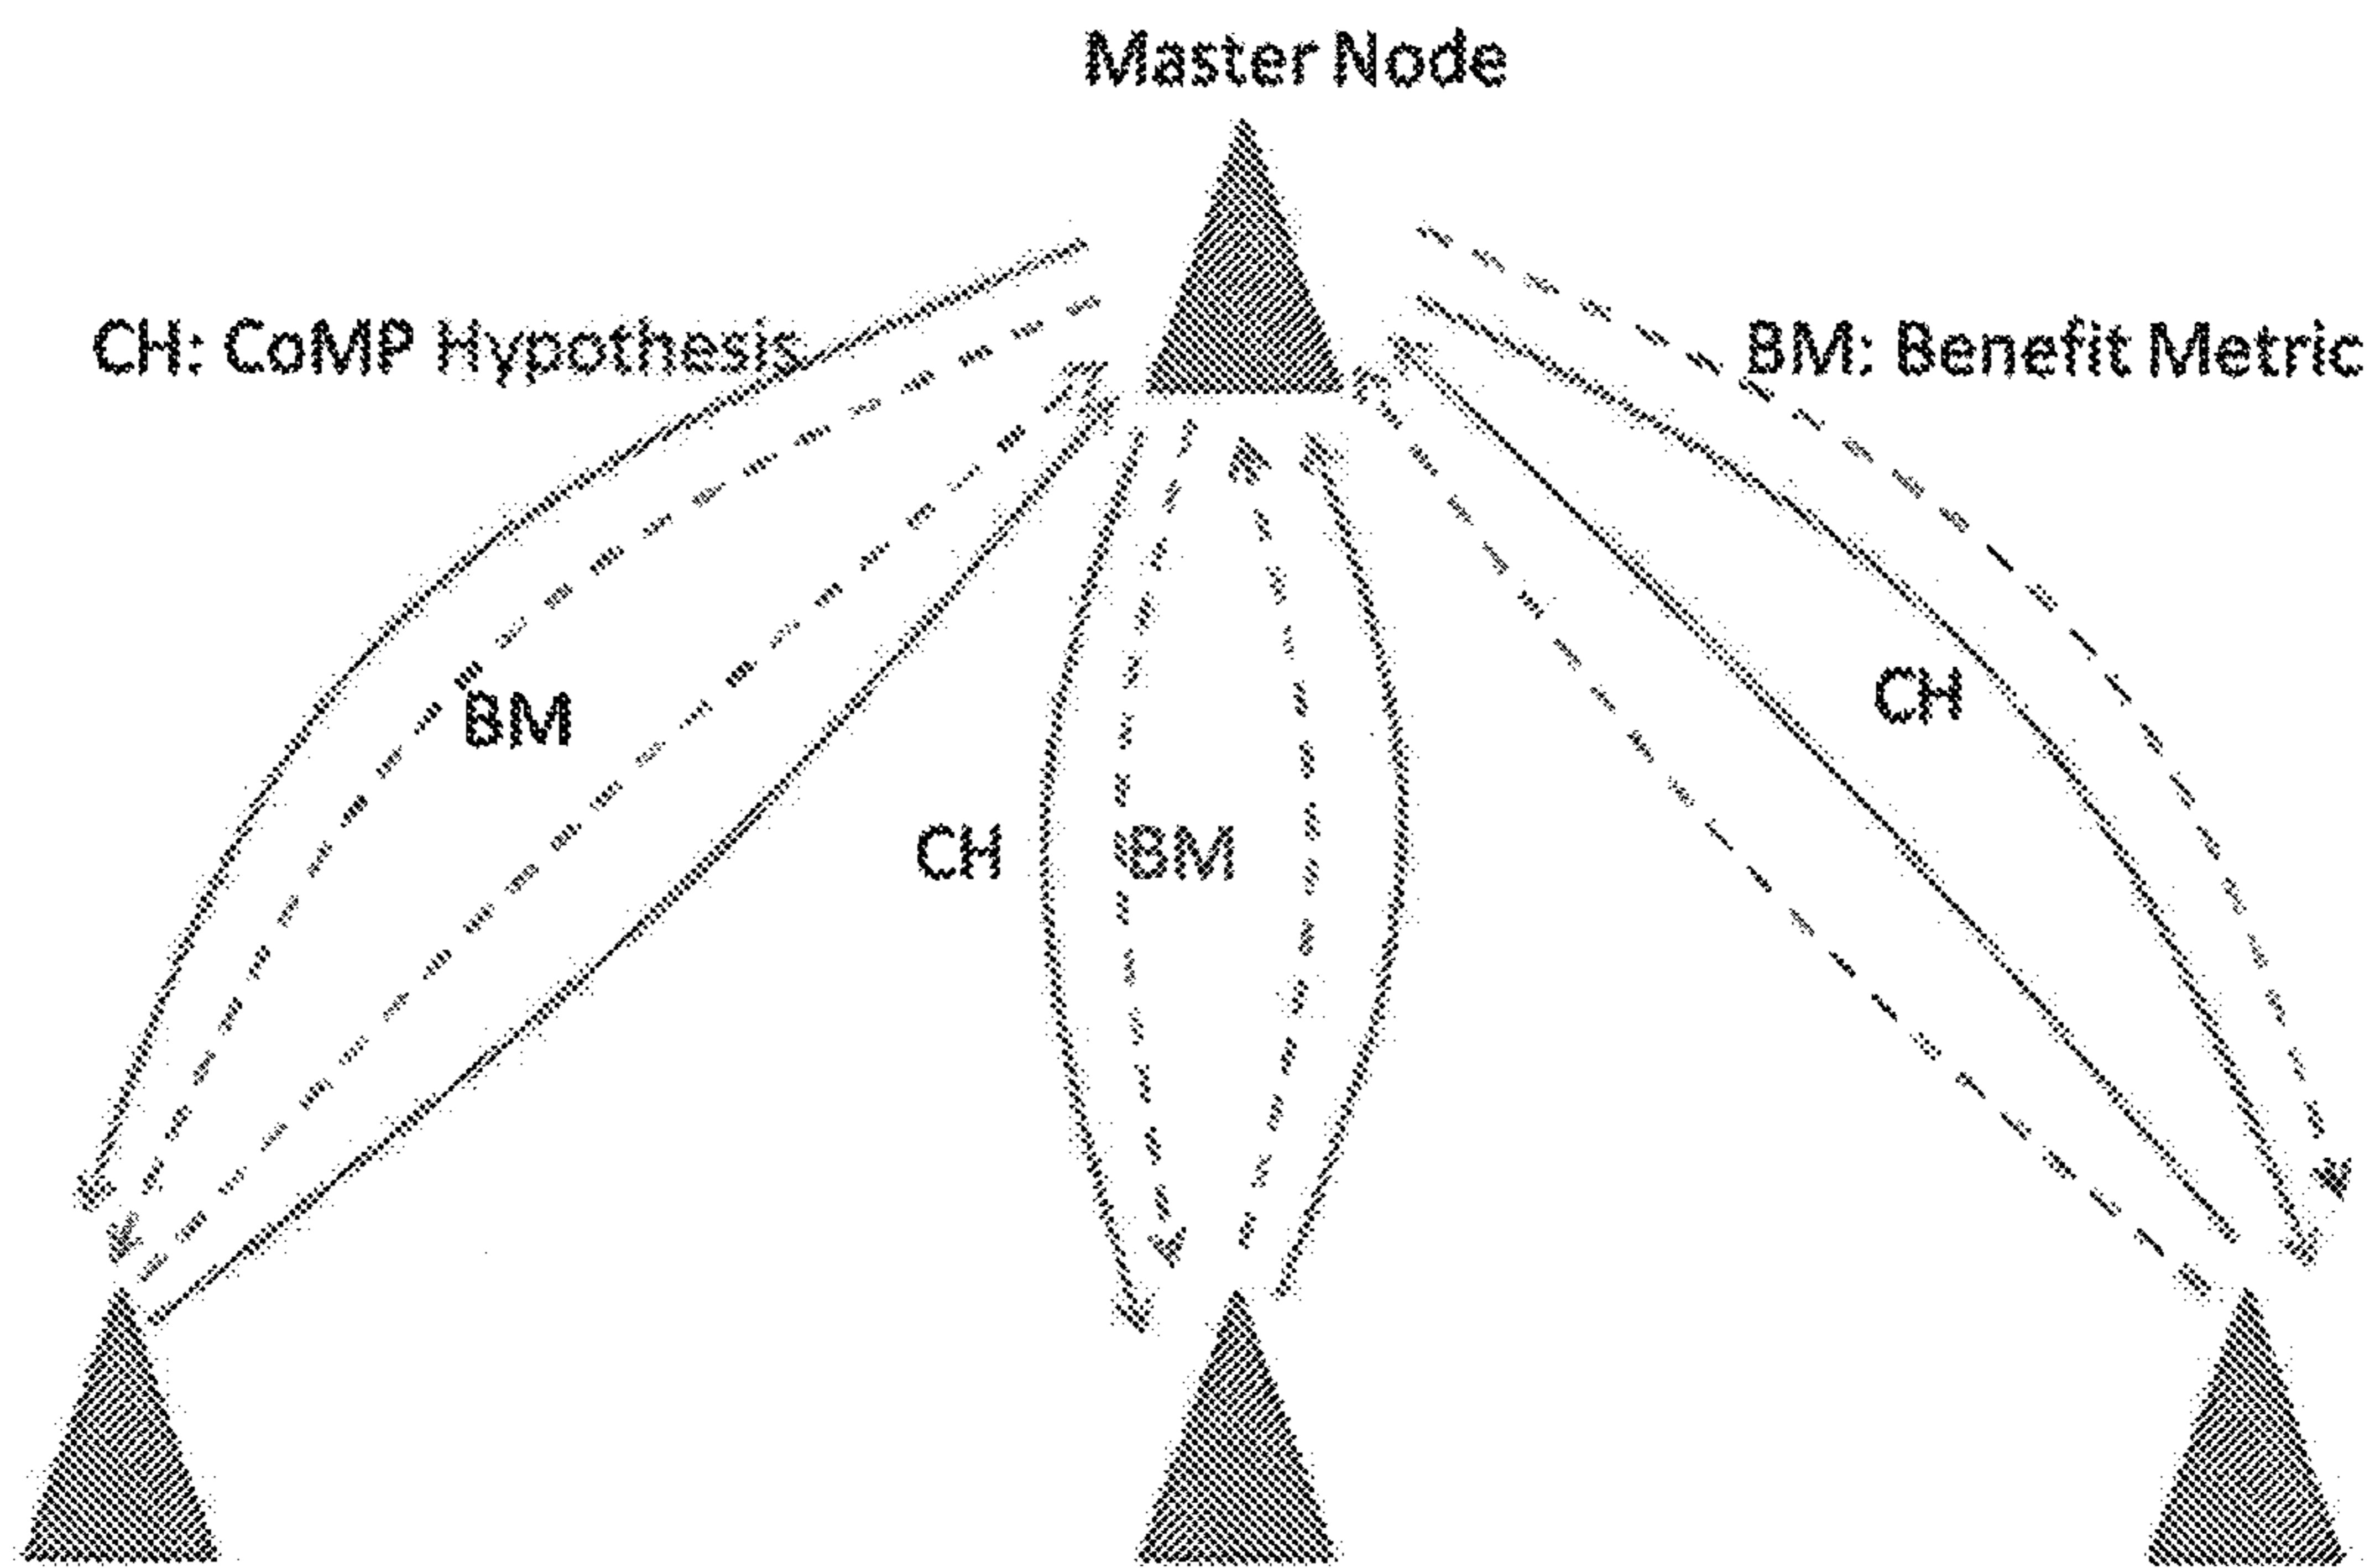 Master Node
CH: CoMP Hypothesis
BM: Benefit Metric
BM
CH
CH
BM